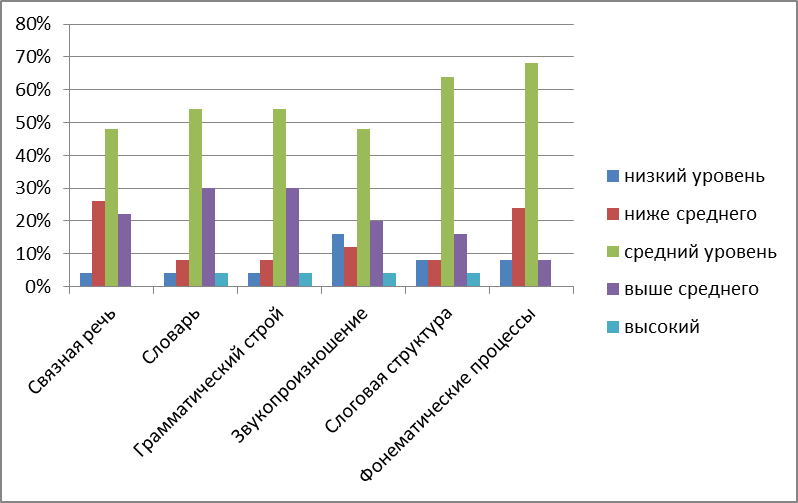 80%
70%
60%
50%
40%
30%
20%
10%
0%
Связная речь
Словарь
Грамматический строй
Звукопроизношение
Слоговая структура
Фонематические процессы
низкий уровень
ниже среднего
средний уровень
выше среднего
высокий